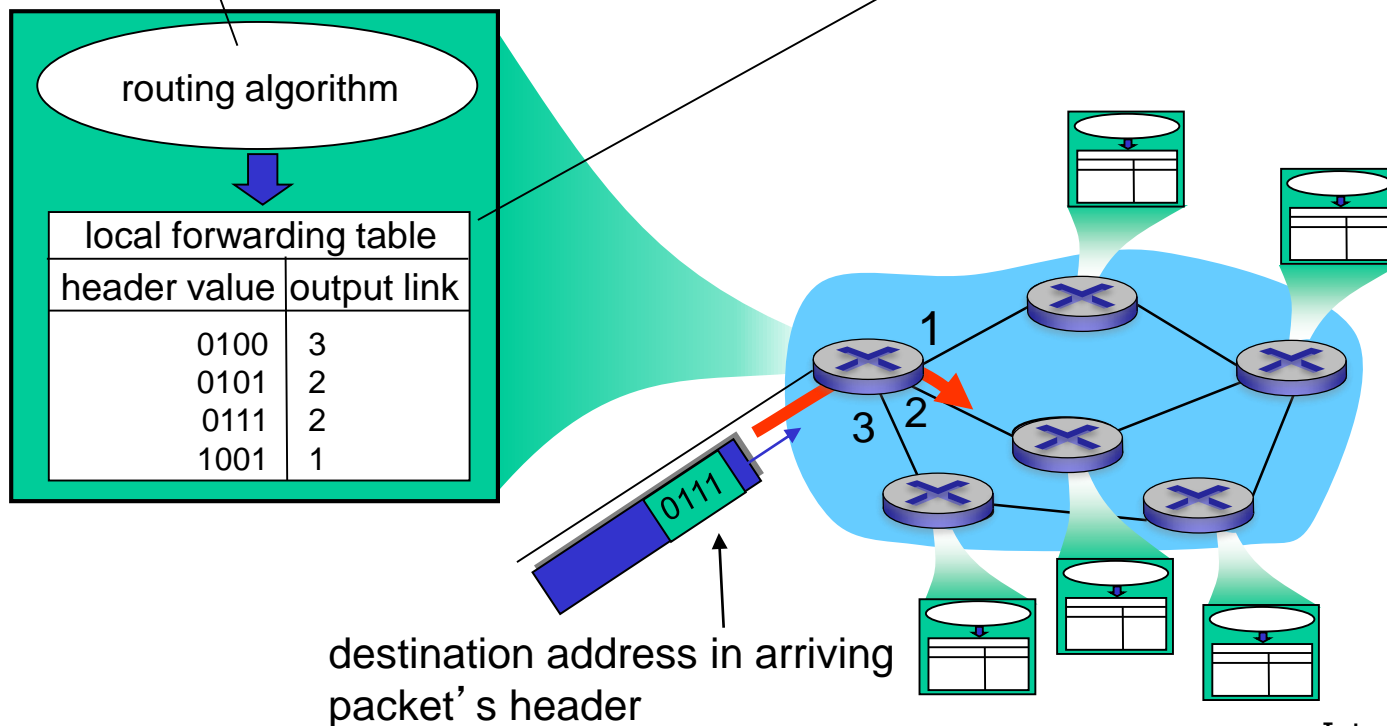 routing algorithm
local forwarding table
header value output link
0100 3
0101 2
0111 2
1001 1
1
2
3
0111
destination address in arriving
packet’s header